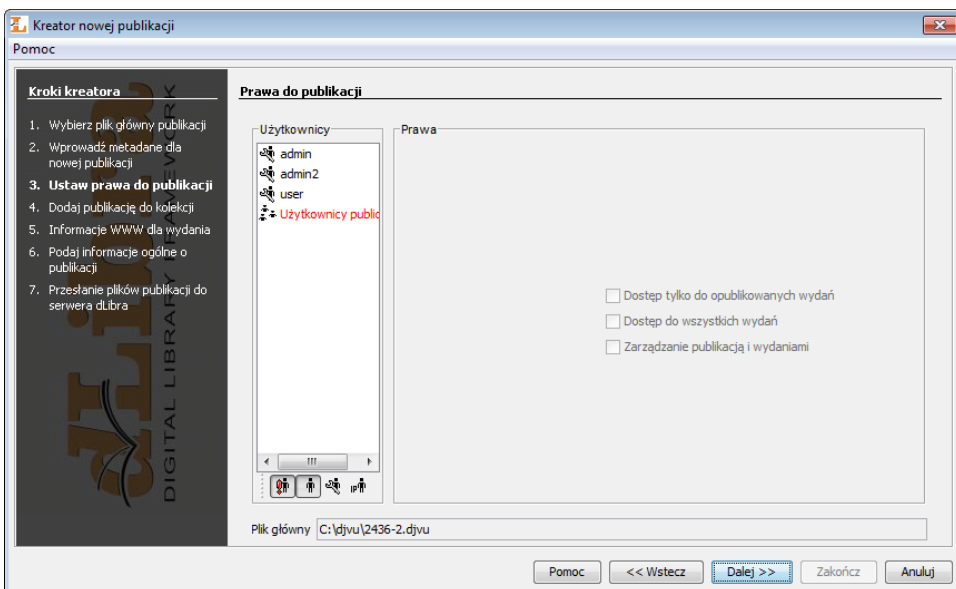 Kreator nowej publikacji
Pomoc
Kroki kreatora
1. Wybierz plik główny publikacji
2. Wprowadź metadane dla
nowej publikacji
3. Ustaw prawa do publikacji
4. Dodaj publikację do kolekcji
5. Informacje WWW dla wydania
6. Podaj informacje ogólne o
publikacji
7. Przesłanie plików publikacji do
serwera dLibra
dLibra
DIGITAL LIBRARY FRAMEWORK
Prawa do publikacji
Użytkownicy
admin
admin2
user
Użytkownicy public
IP
Prawa
Dostęp tylko do opublikowanych wydań
Dostęp do wszystkich wydań
Zarządzanie publikacją i wydaniami
Plik główny C:\djvu\2436-2.djvu
Pomoc << Wstecz Dalej >> Zakończ Anuluj